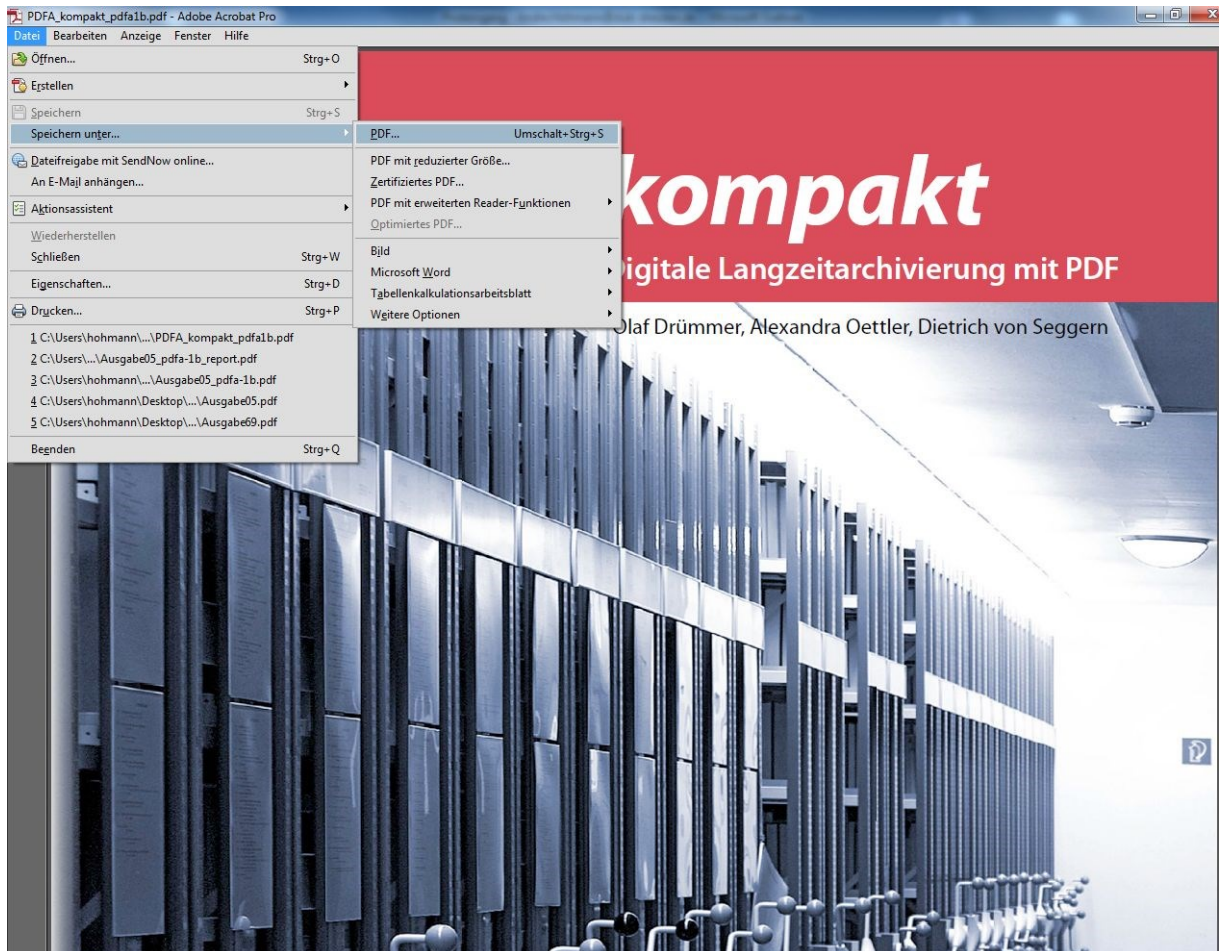 PDFA_kompakt_pdfa1b.pdf - Adobe Acrobat Pro
Datei Bearbeiten Anzeige Fenster Hilfe
Öffnen... Strg+O
Erstellen
Speichern Strg+S
Speichern unter...
Dateifreigabe mit SendNow online...
An E-Mail anhängen...
Aktionsassistent
Wiederherstellen
Schließen Strg+W
Eigenschaften... Strg+D
Drucken... Strg+P
1 C:\Users\hohmann\...\PDFA_kompakt_pdfa1b.pdf
2 C:\Users\...\Ausgabe05_pdfa-1b_report.pdf
3 C:\Users\hohmann\...\Ausgabe05_pdfa-1b.pdf
4 C:\Users\hohmann\Desktop\...\Ausgabe05.pdf
5 C:\Users\hohmann\Desktop\...\Ausgabe69.pdf
Beenden Strg+Q
PDF... Umschalt+Strg+S
PDF mit reduzierter Größe...
Zertifiziertes PDF...
PDF mit erweiterten Reader-Funktionen
Optimiertes PDF...
Bild
Microsoft Word
Tabellenkalkulationsarbeitsblatt
Weitere Optionen
kompakt
igitale Langzeitarchivierung mit PDF
Olaf Drümmer, Alexandra Oettler, Dietrich von Seggern